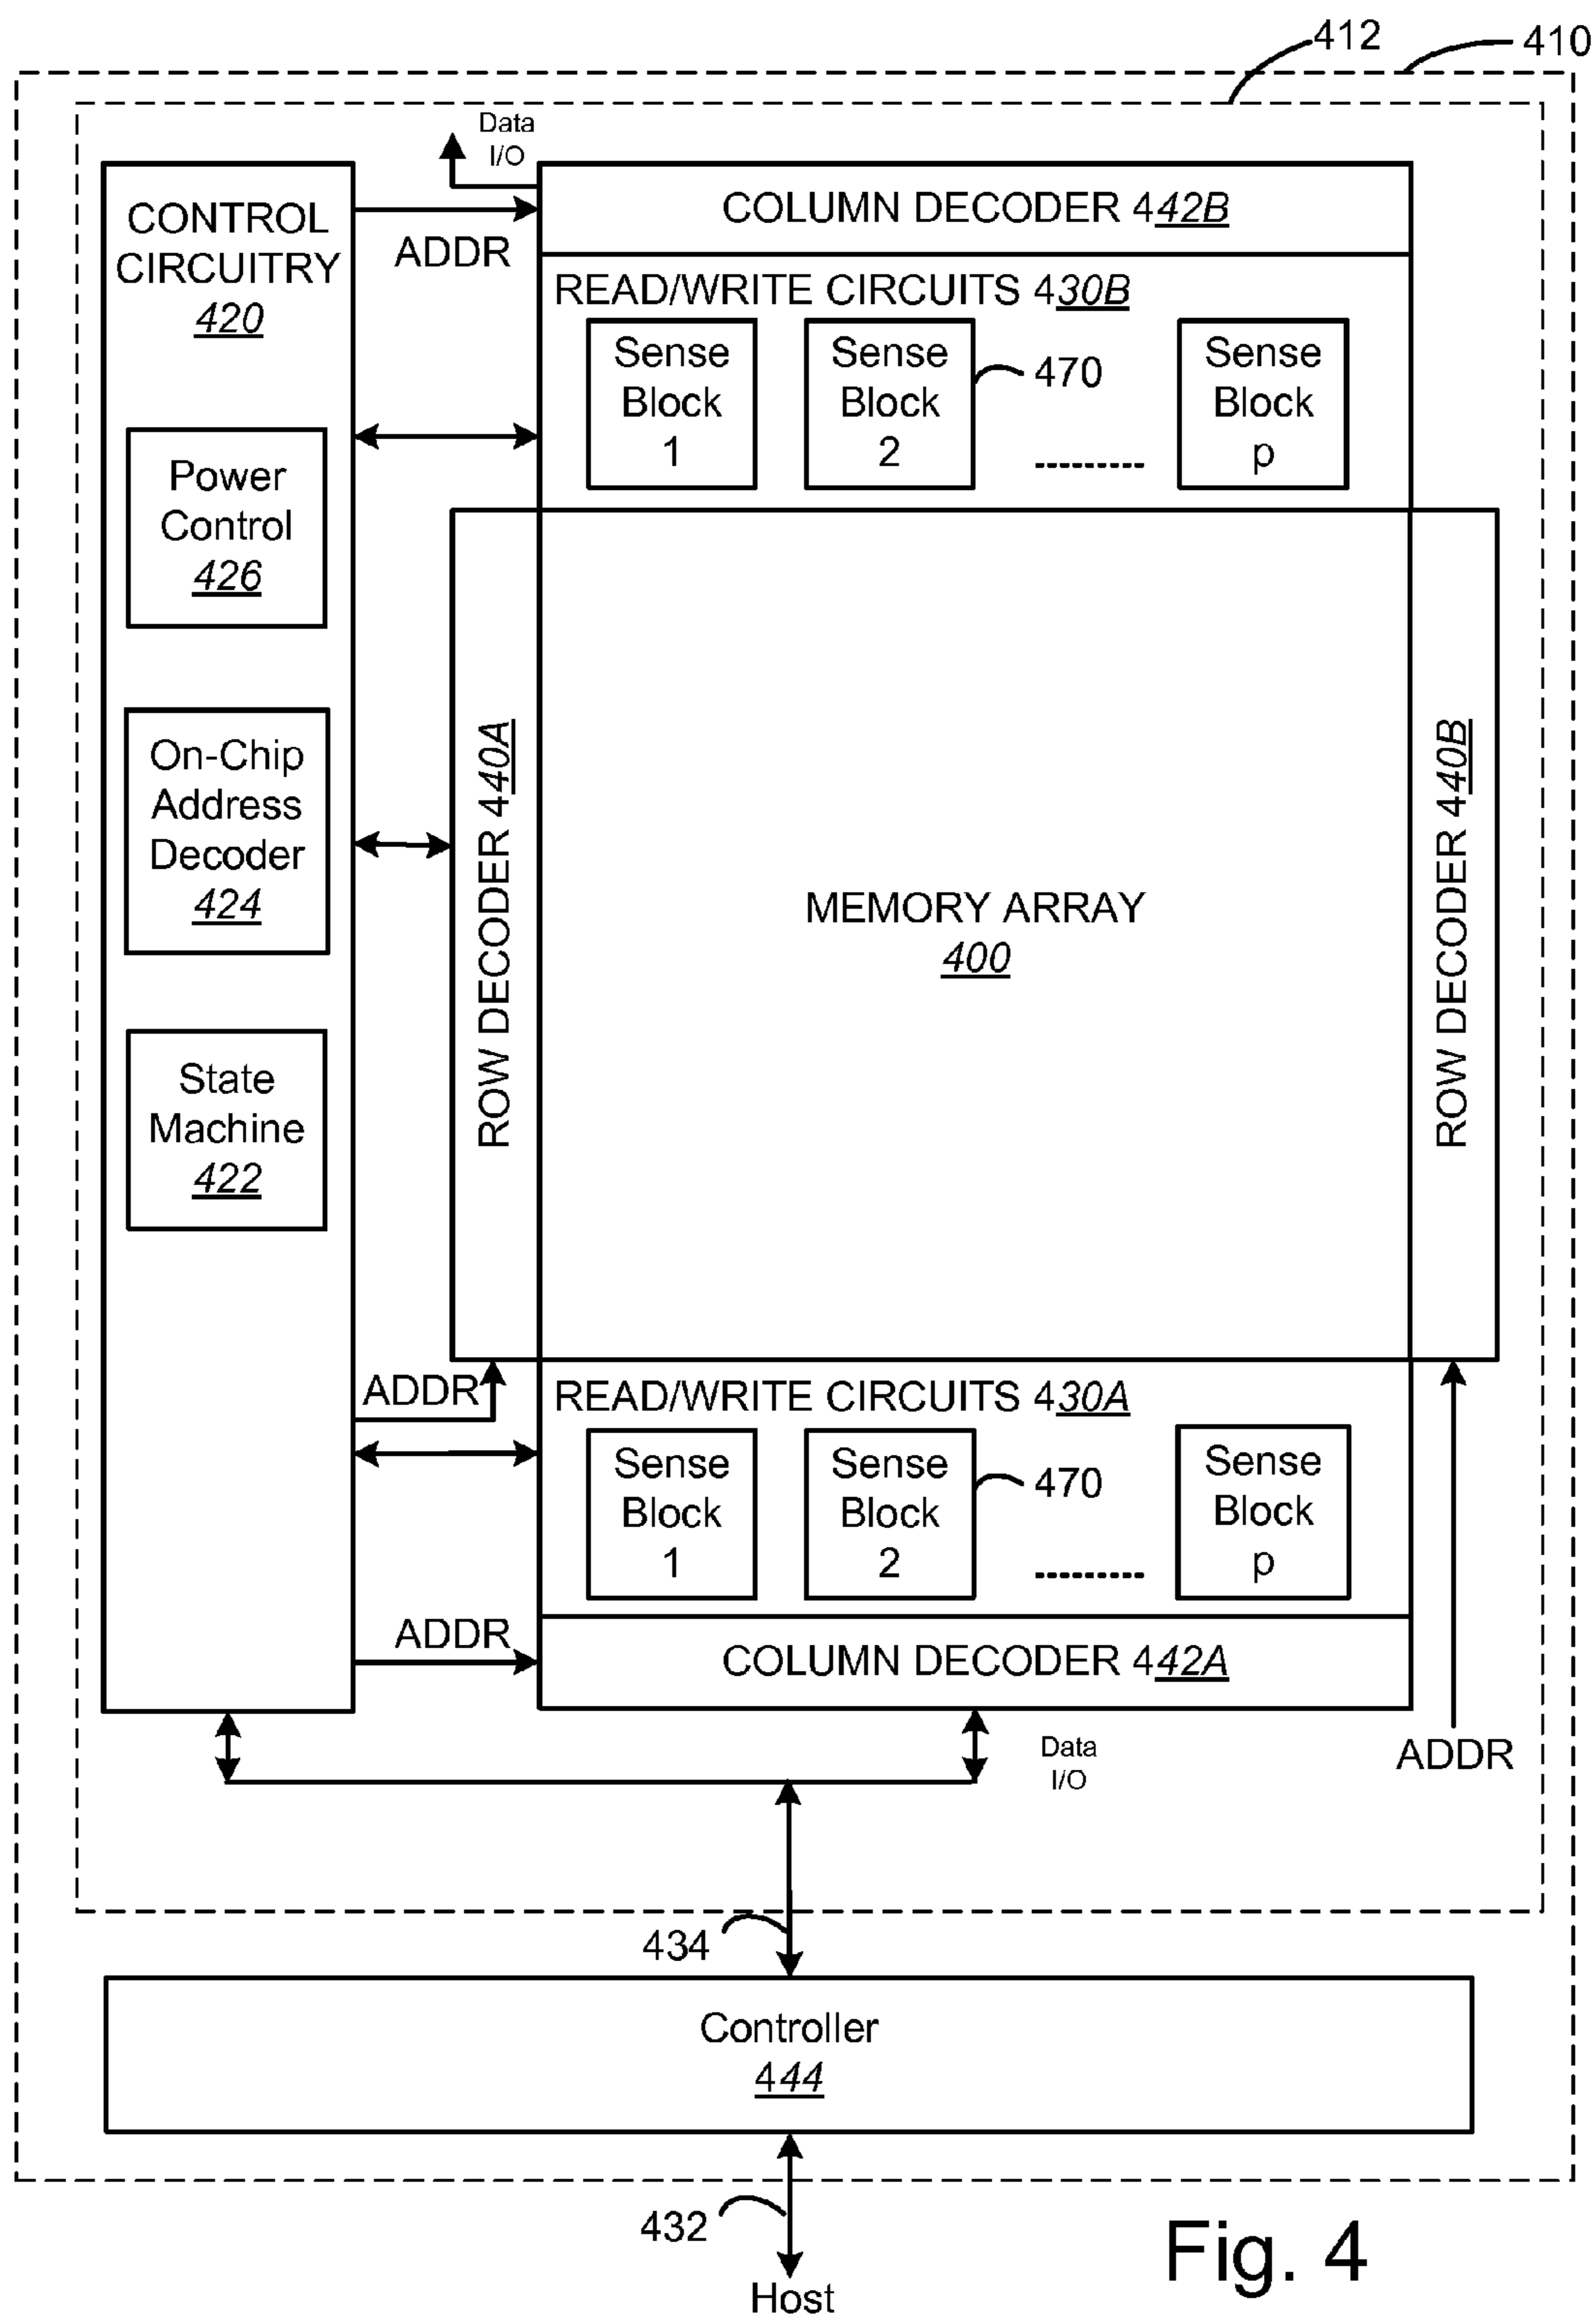 412
410
Data
I/O
CONTROL
CIRCUITRY
420
ADDR
COLUMN DECODER 442B
READ/WRITE CIRCUITS 430B
Sense
Block
1
Sense
Block
2
470
Sense
Block
p
Power
Control
426
On-Chip
Address
Decoder
424
State
Machine
422
ROW DECODER 440A
MEMORY ARRAY
400
ROW DECODER 440B
ADDR
READ/WRITE CIRCUITS 430A
Sense
Block
1
Sense
Block
2
470
Sense
Block
p
ADDR
COLUMN DECODER 442A
Data
I/O
ADDR
434
Controller
444
432
Host
Fig. 4